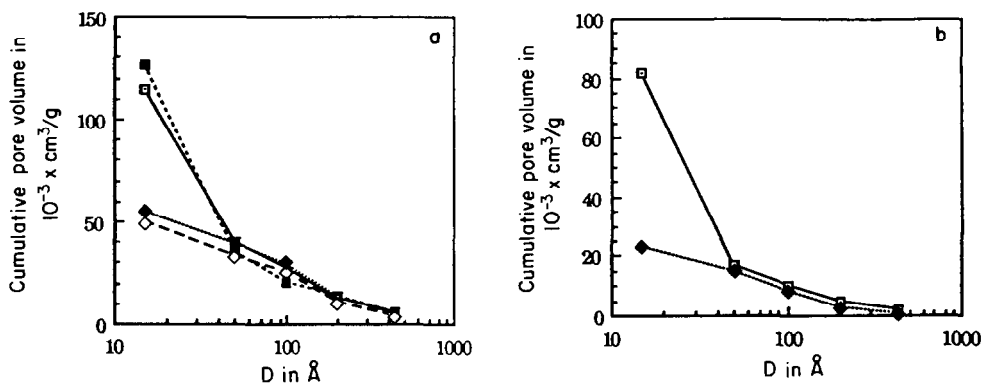 a
Cumulative pore volume in
10⁻³ x cm³/g
150
100
50
0
10
100
1000
D in Å
b
Cumulative pore volume in
10⁻³ x cm³/g
100
80
60
40
20
0
10
100
1000
D in Å